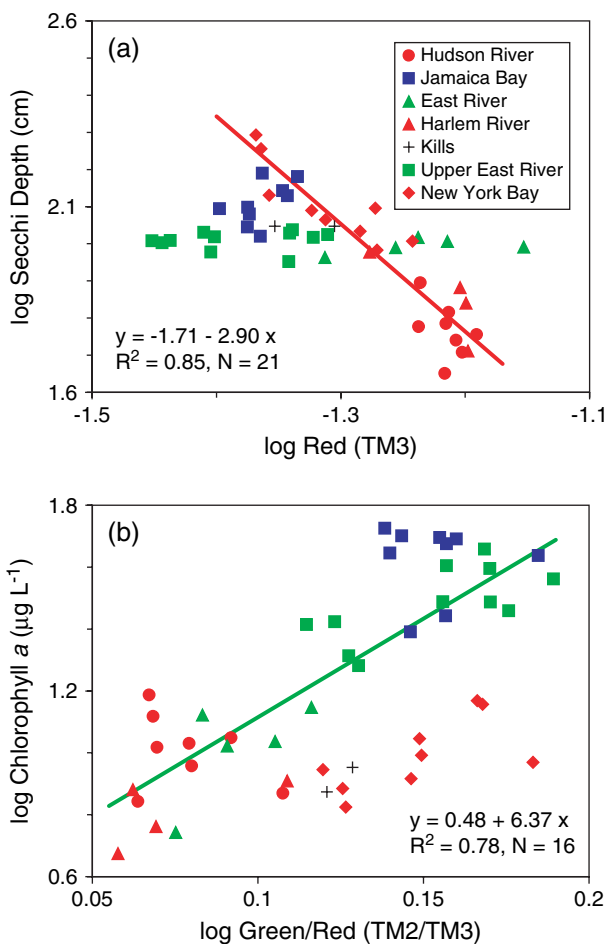 2.6
(a)
Hudson River
Jamaica Bay
East River
Harlem River
Kills
Upper East River
New York Bay
log Secchi Depth (cm)
2.1
y = -1.71 - 2.90 x
R² = 0.85, N = 21
1.6
-1.5 -1.3 -1.1
log Red (TM3)
1.8
(b)
log Chlorophyll a (µg L⁻¹)
1.2
y = 0.48 + 6.37 x
R² = 0.78, N = 16
0.6
0.05 0.1 0.15 0.2
log Green/Red (TM2/TM3)